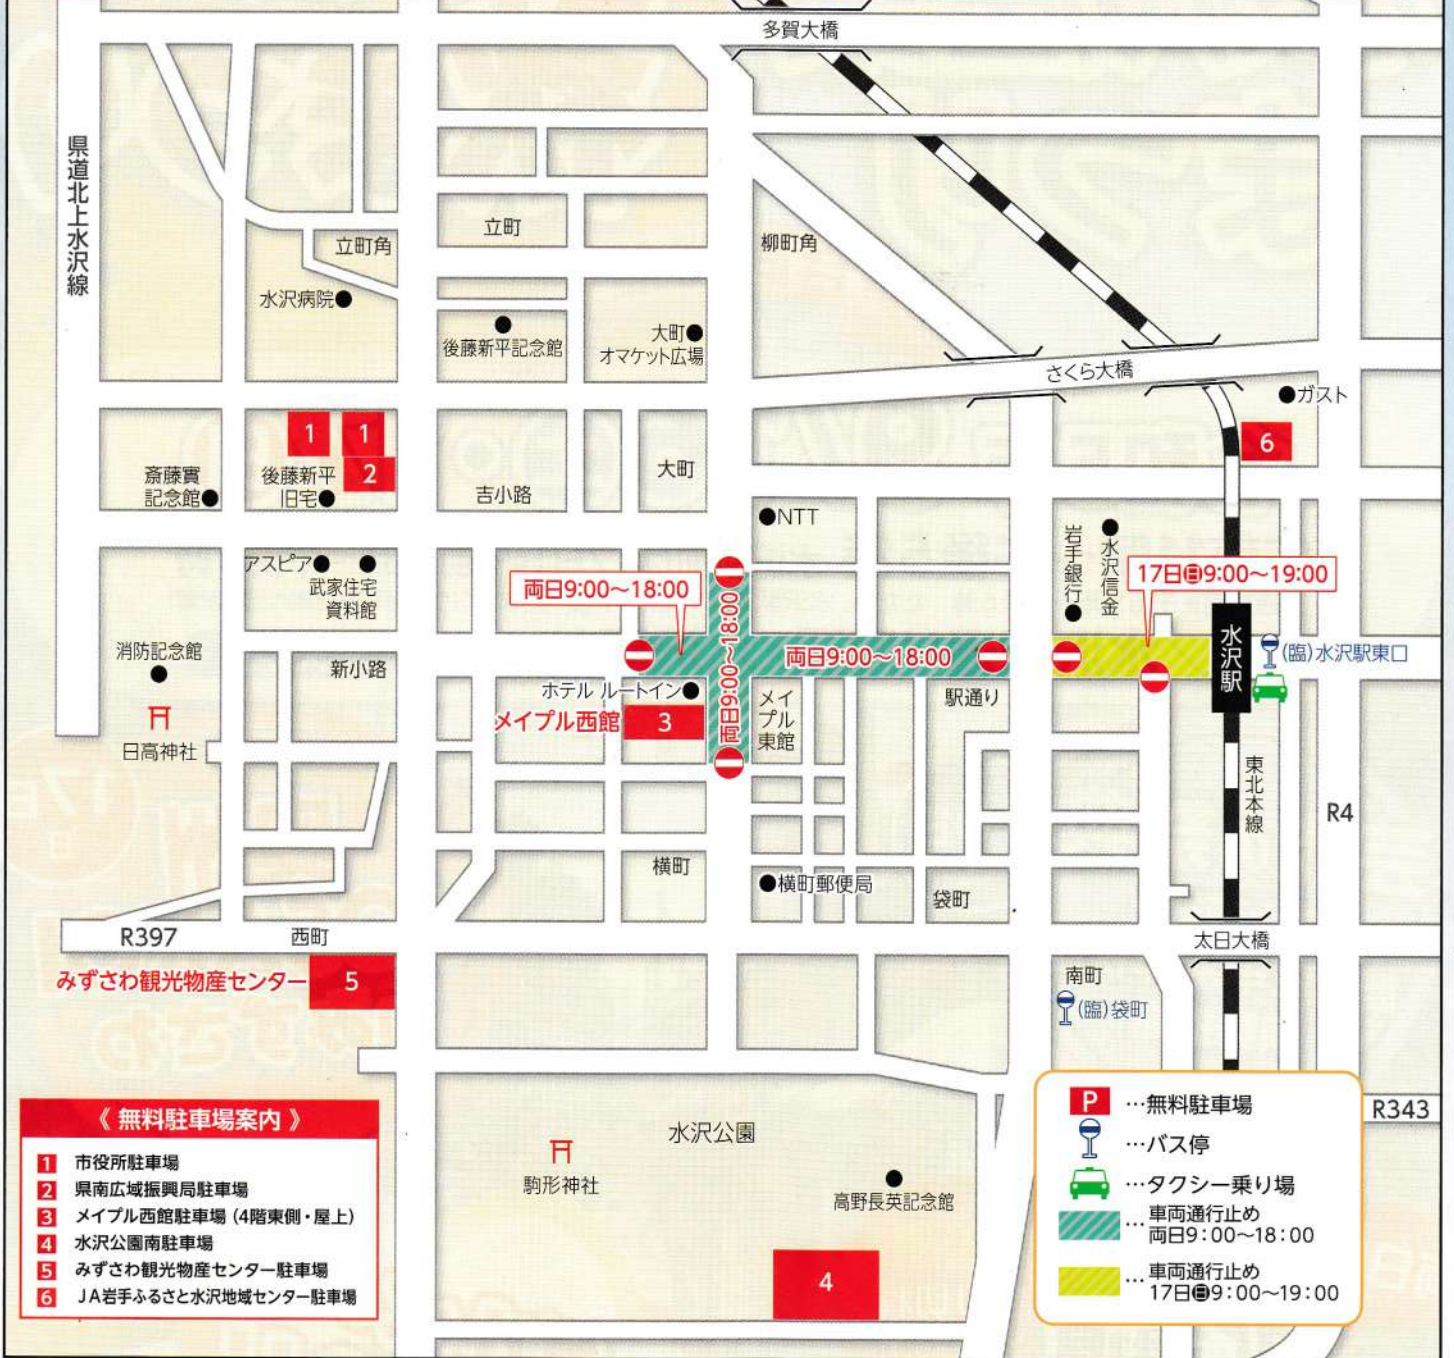 多賀大橋
県道北上水沢線
立町角
立町
柳町角
水沢病院
後藤新平記念館
大町
オマケット広場
さくら大橋
ガスト
1
1
2
6
斎藤實
記念館
後藤新平
旧宅
吉小路
大町
NTT
岩手銀行
水沢信金
アスピア
武家住宅
資料館
両日9:00〜18:00
両日9:00〜18:00
両日9:00〜18:00
17日㊐9:00〜19:00
水沢駅
(臨)水沢駅東口
消防記念館
新小路
ホテル ルートイン
メイプル西館
3
メイプル東館
駅通り
日高神社
東北本線
R4
横町
横町郵便局
袋町
R397
西町
太日大橋
みずさわ観光物産センター
5
南町
(臨)袋町
水沢公園
駒形神社
高野長英記念館
4
R343
《 無料駐車場案内 》
1 市役所駐車場
2 県南広域振興局駐車場
3 メイプル西館駐車場 (4階東側・屋上)
4 水沢公園南駐車場
5 みずさわ観光物産センター駐車場
6 JA岩手ふるさと水沢地域センター駐車場
P …無料駐車場
…バス停
…タクシー乗り場
…車両通行止め
両日9:00〜18:00
…車両通行止め
17日㊐9:00〜19:00